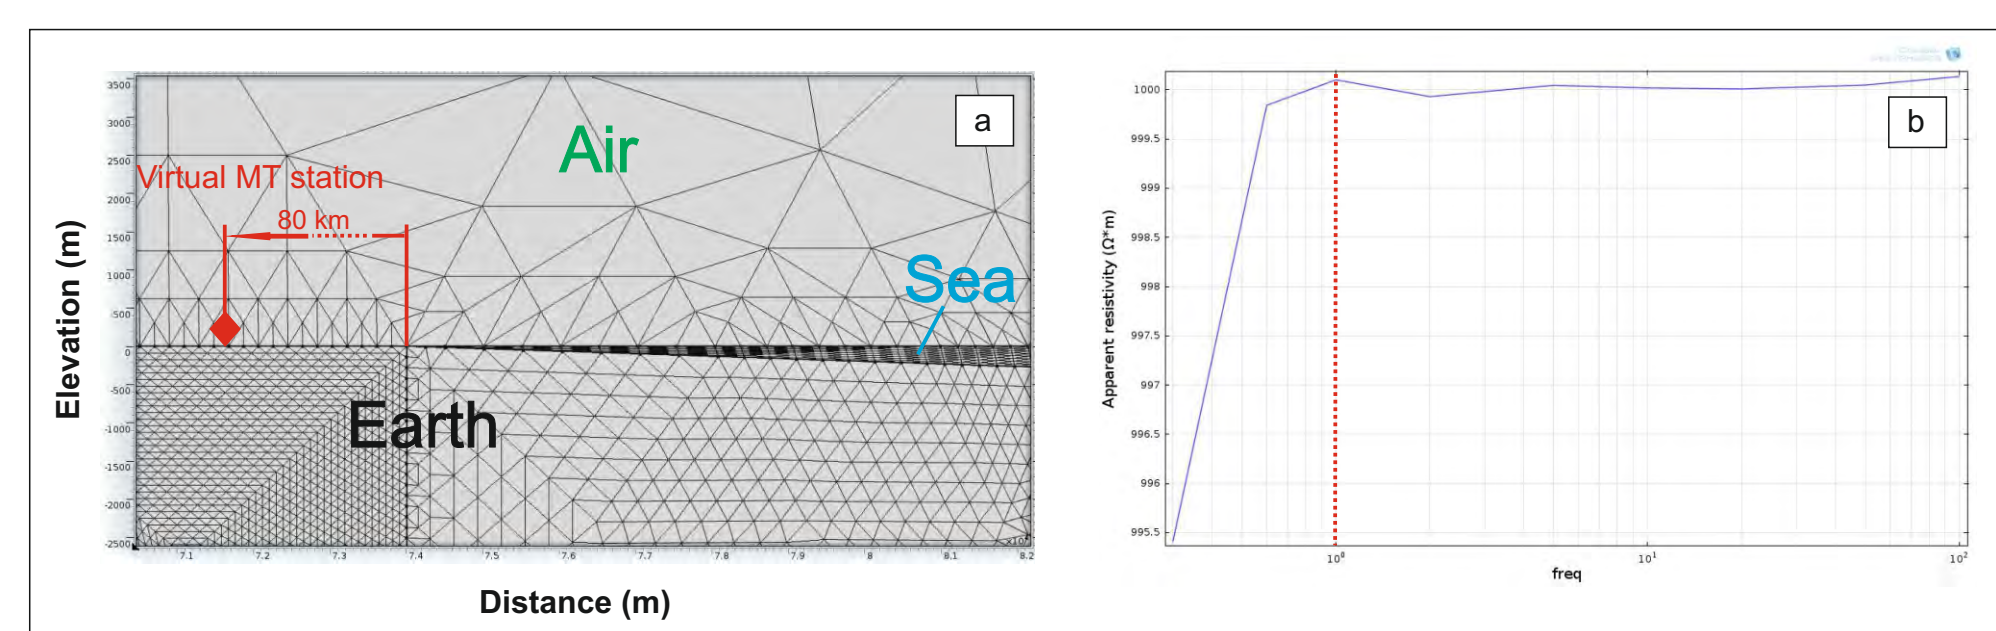 3500
3000
2500
2000
1500
1000
500
0
-500
-1000
-1500
-2000
-2500
Elevation (m)
Virtual MT station
80 km
Air
a
Sea
Earth
7.1 7.2 7.3 7.4 7.5 7.6 7.7 7.8 7.9 8 8.1 8.2
Distance (m)
1000
999.5
999
998.5
998
997.5
997
996.5
996
995.5
Apparent resistivity (Ω*m)
b
10⁰ 10¹ 10²
freq